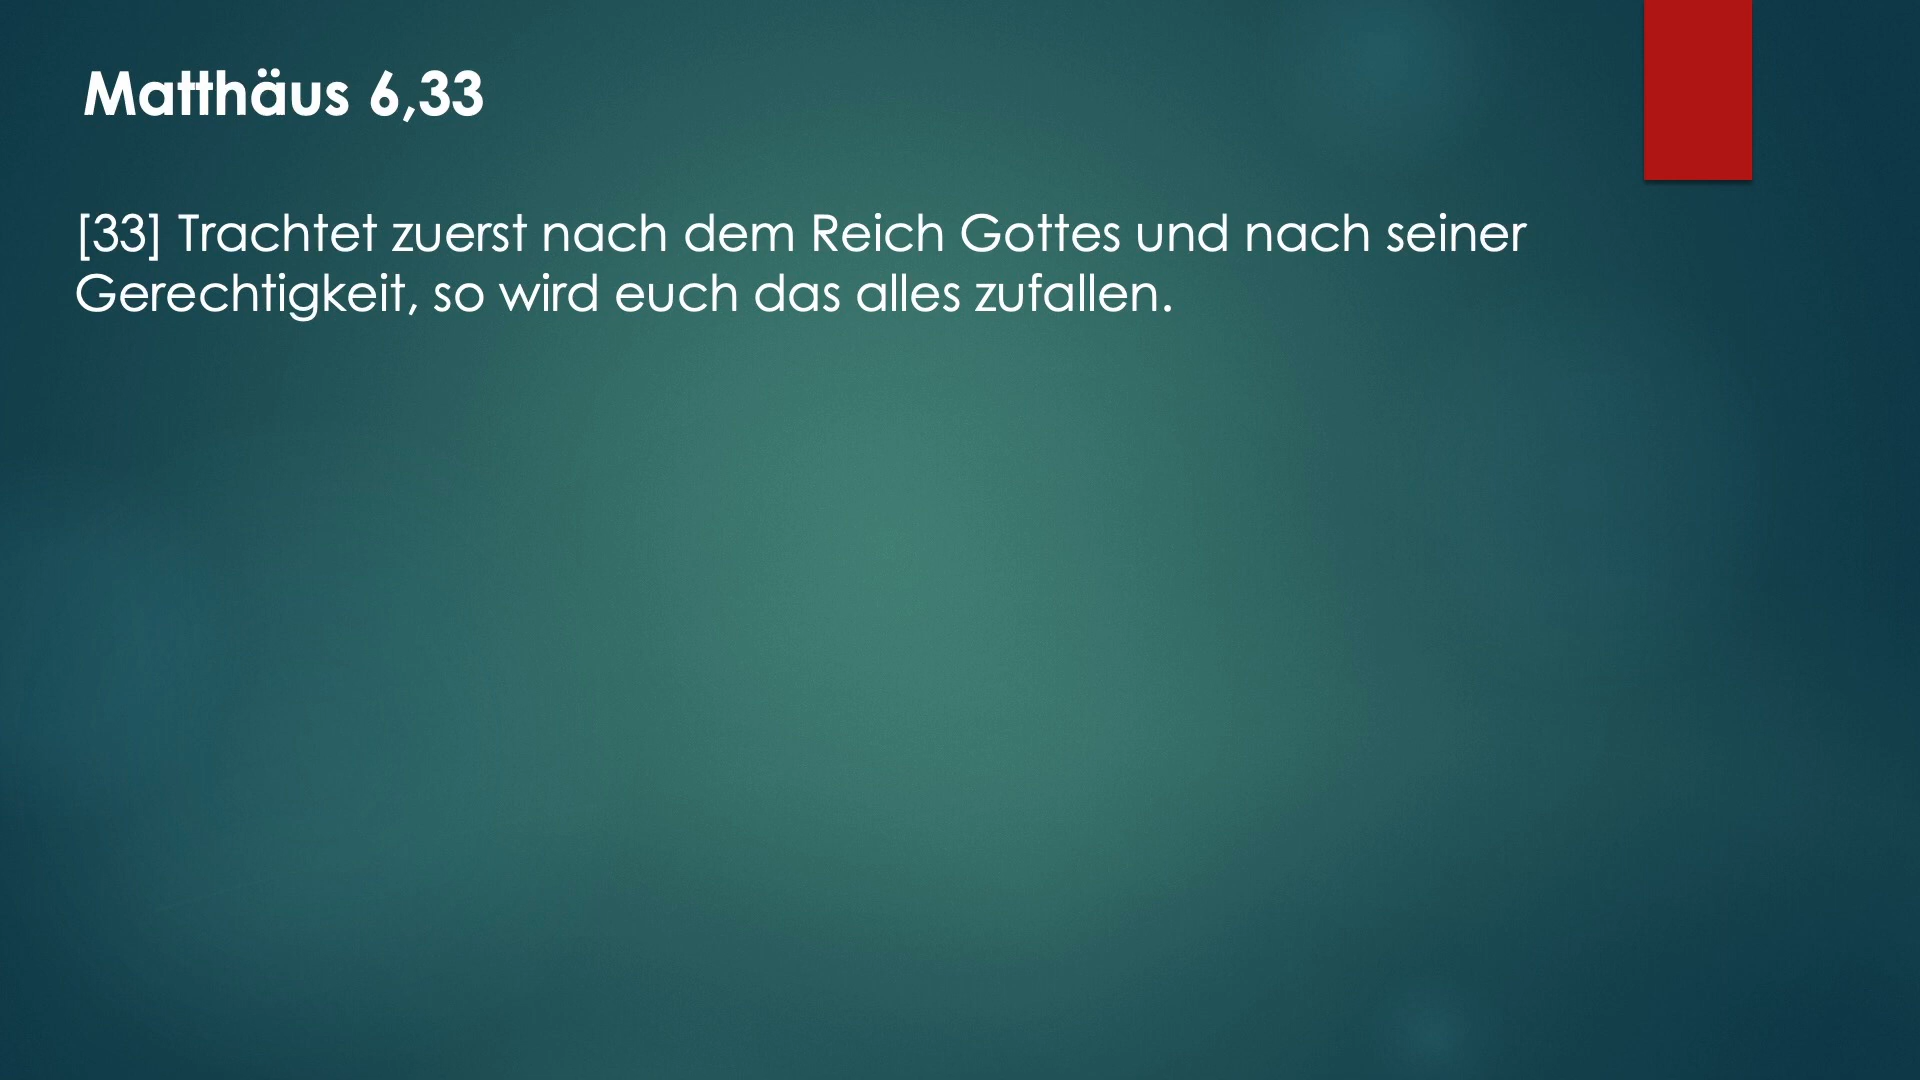 Matthäus 6,33
[33] Trachtet zuerst nach dem Reich Gottes und nach seiner
Gerechtigkeit, so wird euch das alles zufallen.